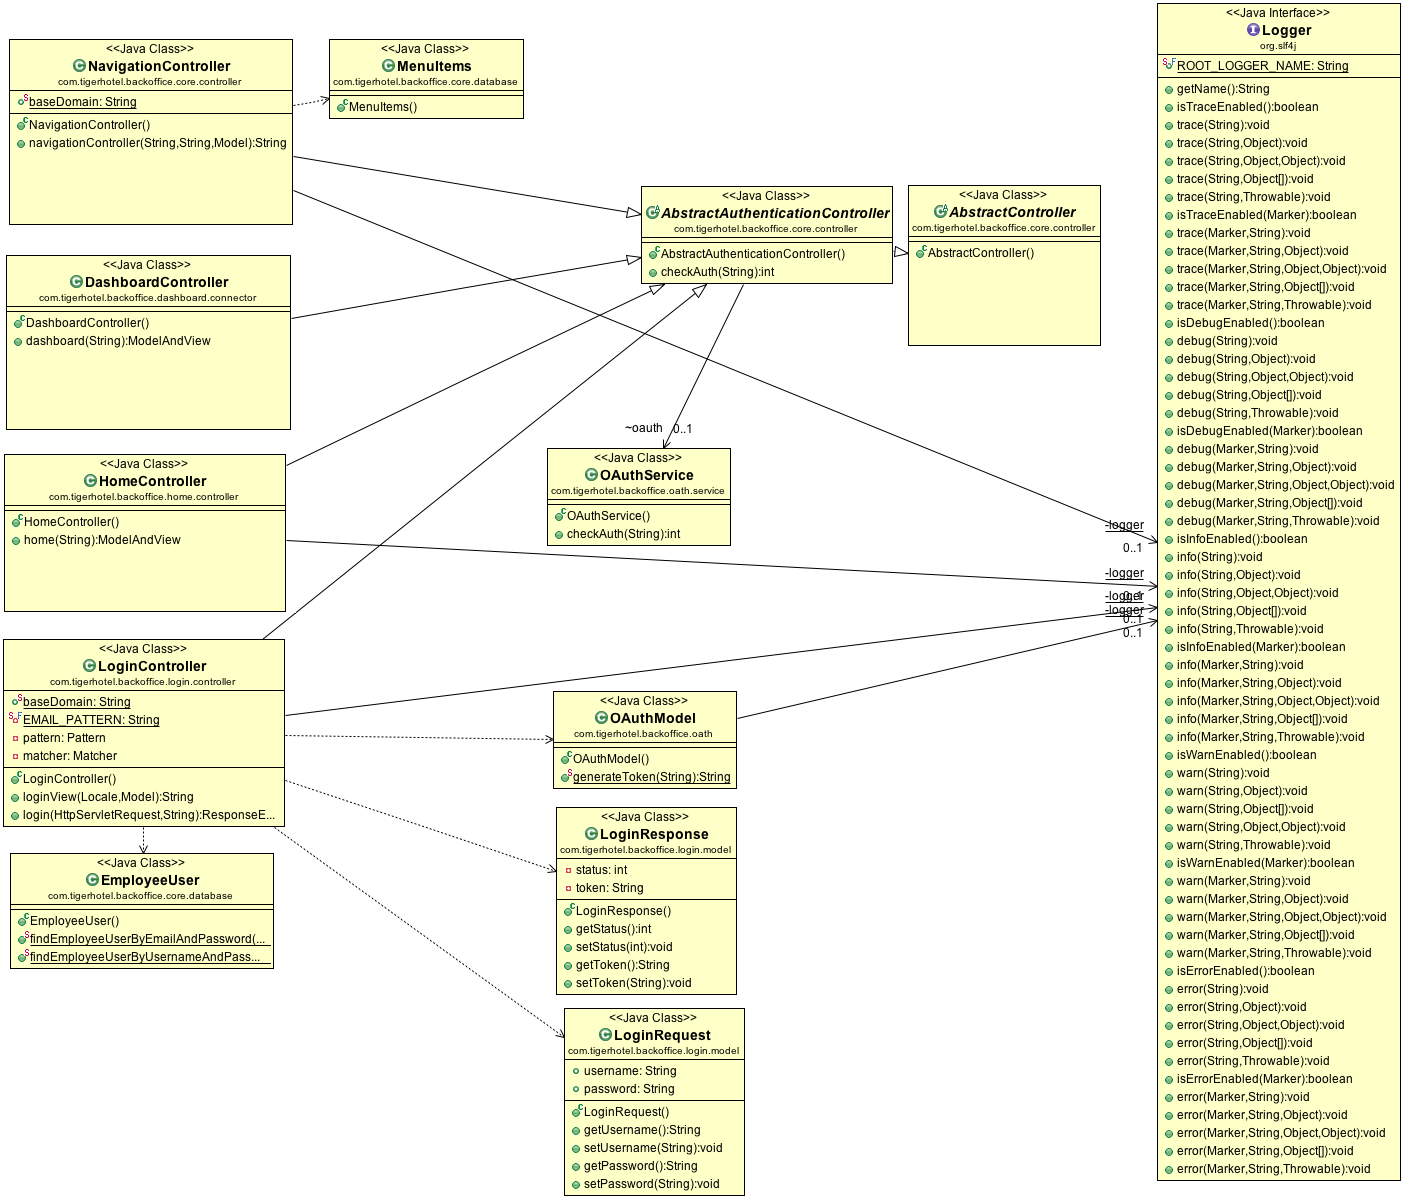 <<Java Class>>
NavigationController
com.tigerhotel.backoffice.core.controller
baseDomain: String
NavigationController()
navigationController(String,String,Model):String
<<Java Class>>
MenuItems
com.tigerhotel.backoffice.core.database
MenuItems()
<<Java Class>>
AbstractAuthenticationController
com.tigerhotel.backoffice.core.controller
AbstractAuthenticationController()
checkAuth(String):int
<<Java Class>>
AbstractController
com.tigerhotel.backoffice.core.controller
AbstractController()
<<Java Class>>
DashboardController
com.tigerhotel.backoffice.dashboard.connector
DashboardController()
dashboard(String):ModelAndView
~oauth
0..1
<<Java Class>>
OAuthService
com.tigerhotel.backoffice.oath.service
OAuthService()
checkAuth(String):int
<<Java Class>>
HomeController
com.tigerhotel.backoffice.home.controller
HomeController()
home(String):ModelAndView
-logger
0..1
-logger
0..1
-logger
0..1
-logger
0..1
<<Java Class>>
LoginController
com.tigerhotel.backoffice.login.controller
baseDomain: String
EMAIL_PATTERN: String
pattern: Pattern
matcher: Matcher
LoginController()
loginView(Locale,Model):String
login(HttpServletRequest,String):ResponseE...
<<Java Class>>
OAuthModel
com.tigerhotel.backoffice.oath
OAuthModel()
generateToken(String):String
<<Java Class>>
LoginResponse
com.tigerhotel.backoffice.login.model
status: int
token: String
LoginResponse()
getStatus():int
setStatus(int):void
getToken():String
setToken(String):void
<<Java Class>>
EmployeeUser
com.tigerhotel.backoffice.core.database
EmployeeUser()
findEmployeeUserByEmailAndPassword(...
findEmployeeUserByUsernameAndPass...
<<Java Class>>
LoginRequest
com.tigerhotel.backoffice.login.model
username: String
password: String
LoginRequest()
getUsername():String
setUsername(String):void
getPassword():String
setPassword(String):void
<<Java Interface>>
Logger
org.slf4j
ROOT_LOGGER_NAME: String
getName():String
isTraceEnabled():boolean
trace(String):void
trace(String,Object):void
trace(String,Object,Object):void
trace(String,Object[]):void
trace(String,Throwable):void
isTraceEnabled(Marker):boolean
trace(Marker,String):void
trace(Marker,String,Object):void
trace(Marker,String,Object,Object):void
trace(Marker,String,Object[]):void
trace(Marker,String,Throwable):void
isDebugEnabled():boolean
debug(String):void
debug(String,Object):void
debug(String,Object,Object):void
debug(String,Object[]):void
debug(String,Throwable):void
isDebugEnabled(Marker):boolean
debug(Marker,String):void
debug(Marker,String,Object):void
debug(Marker,String,Object,Object):void
debug(Marker,String,Object[]):void
debug(Marker,String,Throwable):void
isInfoEnabled():boolean
info(String):void
info(String,Object):void
info(String,Object,Object):void
info(String,Object[]):void
info(String,Throwable):void
isInfoEnabled(Marker):boolean
info(Marker,String):void
info(Marker,String,Object):void
info(Marker,String,Object,Object):void
info(Marker,String,Object[]):void
info(Marker,String,Throwable):void
isWarnEnabled():boolean
warn(String):void
warn(String,Object):void
warn(String,Object[]):void
warn(String,Object,Object):void
warn(String,Throwable):void
isWarnEnabled(Marker):boolean
warn(Marker,String):void
warn(Marker,String,Object):void
warn(Marker,String,Object,Object):void
warn(Marker,String,Object[]):void
warn(Marker,String,Throwable):void
isErrorEnabled():boolean
error(String):void
error(String,Object):void
error(String,Object,Object):void
error(String,Object[]):void
error(String,Throwable):void
isErrorEnabled(Marker):boolean
error(Marker,String):void
error(Marker,String,Object):void
error(Marker,String,Object,Object):void
error(Marker,String,Object[]):void
error(Marker,String,Throwable):void